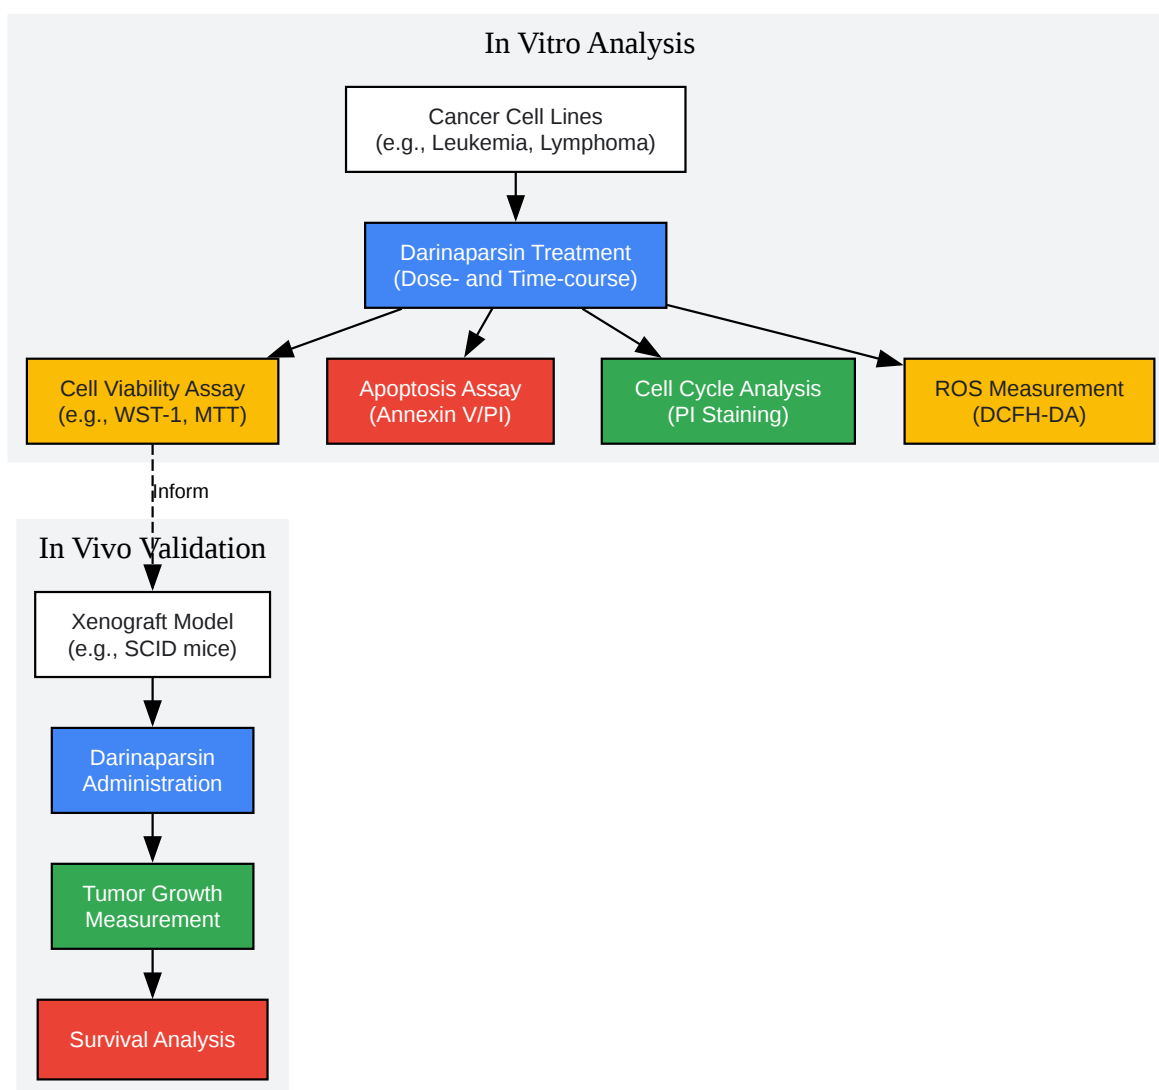 In Vitro Analysis
Cancer Cell Lines
(e.g., Leukemia, Lymphoma)
Darinaparsin Treatment
(Dose- and Time-course)
Cell Viability Assay
(e.g., WST-1, MTT)
Apoptosis Assay
(Annexin V/PI)
Cell Cycle Analysis
(PI Staining)
ROS Measurement
(DCFH-DA)
Inform
In Vivo Validation
Xenograft Model
(e.g., SCID mice)
Darinaparsin
Administration
Tumor Growth
Measurement
Survival Analysis